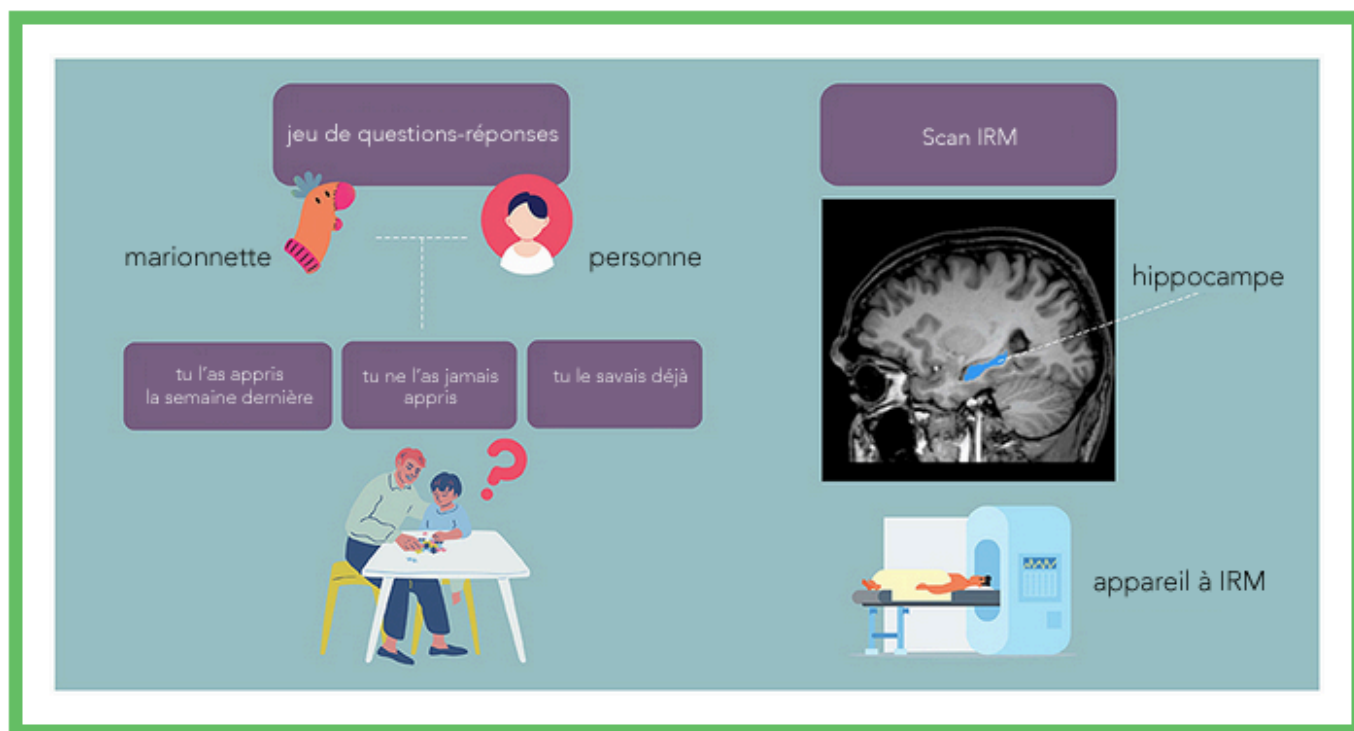 jeu de questions-réponses
marionnette
personne
tu l'as appris
la semaine dernière
tu ne l'as jamais
appris
tu le savais déjà
?
Scan IRM
hippocampe
appareil à IRM